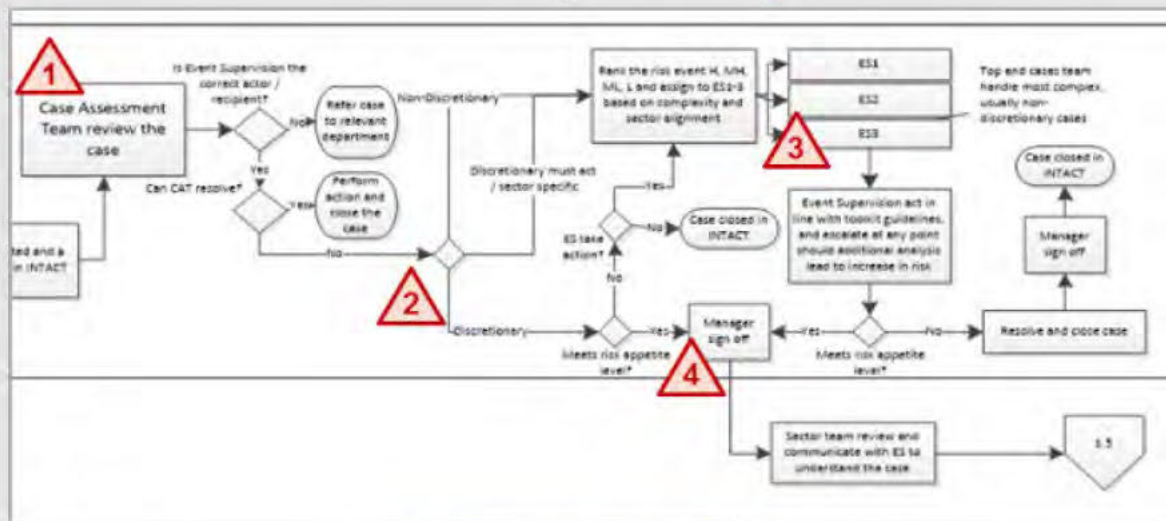 1
Case Assessment
Team review the
case
ted and a
in INTACT
Is Event Supervision the
correct actor /
recipient?
No
Refer case
to relevant
department
Yes
Can CAT resolve?
Yes
Perform
action and
close the
case
No
2
Non-Discretionary
Discretionary must act
/ sector specific
Discretionary
Meets risk appetite
level?
No
Yes
ES take
action?
Yes
No
Case closed in
INTACT
Rank the risk event H, MH,
ML, L and assign to ES1-3
based on complexity and
sector alignment
ES1
ES2
ES3
3
Top end cases team
handle most complex,
usually non-
discretionary cases
Event Supervision act in
line with toolkit guidelines,
and escalate at any point
should additional analysis
lead to increase in risk
Yes
No
Meets risk appetite
level?
Manager
sign off
4
Resolve and close case
Manager
sign off
Case closed in
INTACT
Sector team review and
communicate with ES to
understand the case